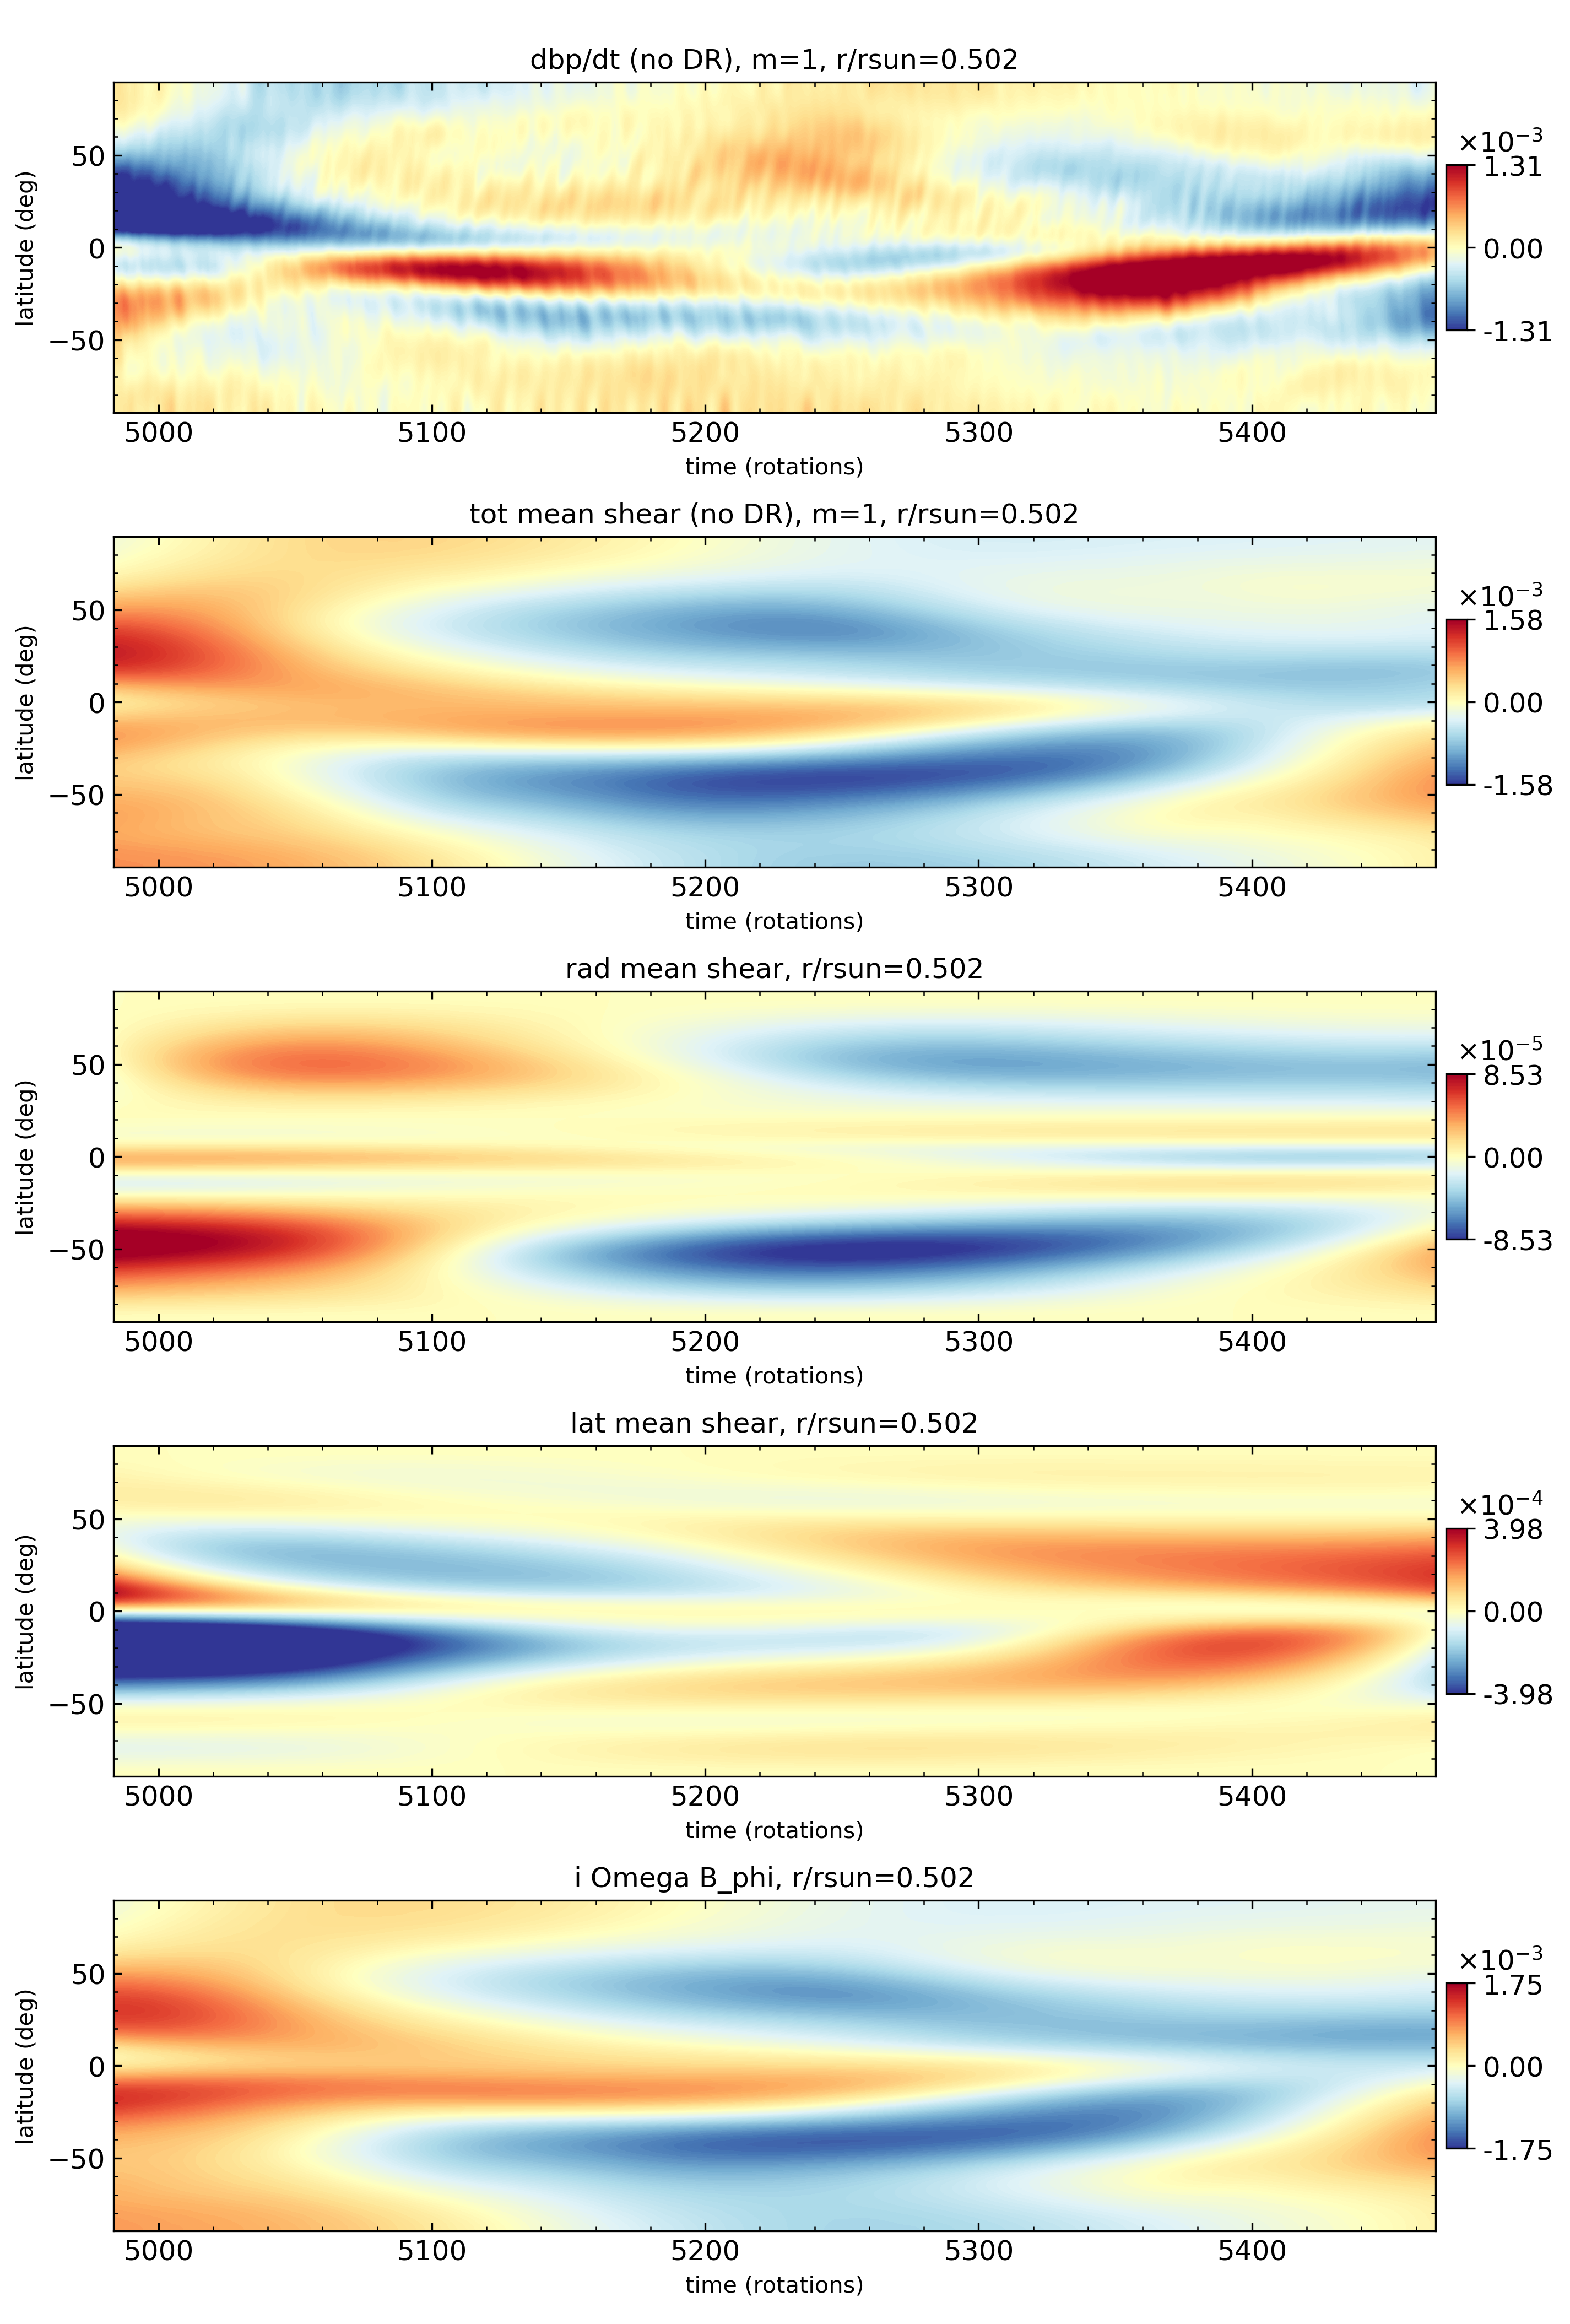 dbp/dt (no DR), m=1, r/rsun=0.502
×10⁻³
1.31
0.00
-1.31
latitude (deg)
50
0
−50
5000 5100 5200 5300 5400
time (rotations)
tot mean shear (no DR), m=1, r/rsun=0.502
×10⁻³
1.58
0.00
-1.58
latitude (deg)
50
0
−50
5000 5100 5200 5300 5400
time (rotations)
rad mean shear, r/rsun=0.502
×10⁻⁵
8.53
0.00
-8.53
latitude (deg)
50
0
−50
5000 5100 5200 5300 5400
time (rotations)
lat mean shear, r/rsun=0.502
×10⁻⁴
3.98
0.00
-3.98
latitude (deg)
50
0
−50
5000 5100 5200 5300 5400
time (rotations)
i Omega B_phi, r/rsun=0.502
×10⁻³
1.75
0.00
-1.75
latitude (deg)
50
0
−50
5000 5100 5200 5300 5400
time (rotations)